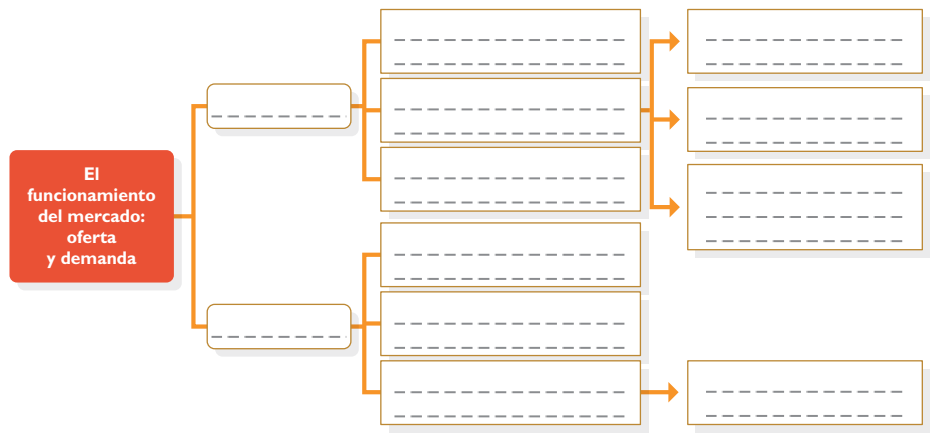 El
funcionamiento
del mercado:
oferta
y demanda